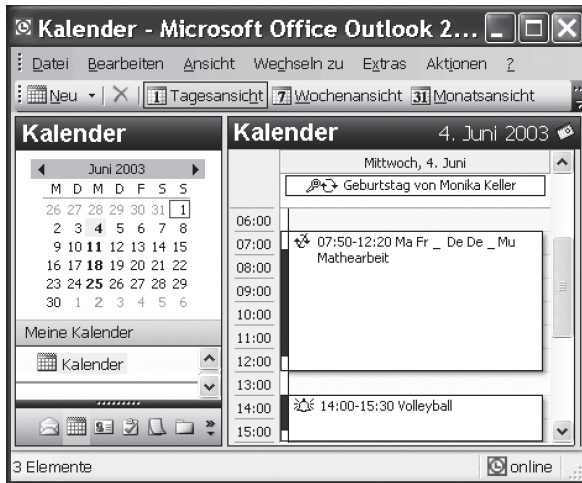 Kalender - Microsoft Office Outlook 2...
Datei Bearbeiten Ansicht Wechseln zu Extras Aktionen ?
Neu 1 Tagesansicht 7 Wochenansicht 31 Monatsansicht
Kalender
Juni 2003
M D M D F S S
26 27 28 29 30 31 1
2 3 4 5 6 7 8
9 10 11 12 13 14 15
16 17 18 19 20 21 22
23 24 25 26 27 28 29
30 1 2 3 4 5 6
Meine Kalender
Kalender
3 Elemente
Kalender 4. Juni 2003
Mittwoch, 4. Juni
Geburtstag von Monika Keller
06:00
07:00 07:50-12:20 Ma Fr _ De De _ Mu
Mathearbeit
08:00
09:00
10:00
11:00
12:00
13:00
14:00 14:00-15:30 Volleyball
15:00
online